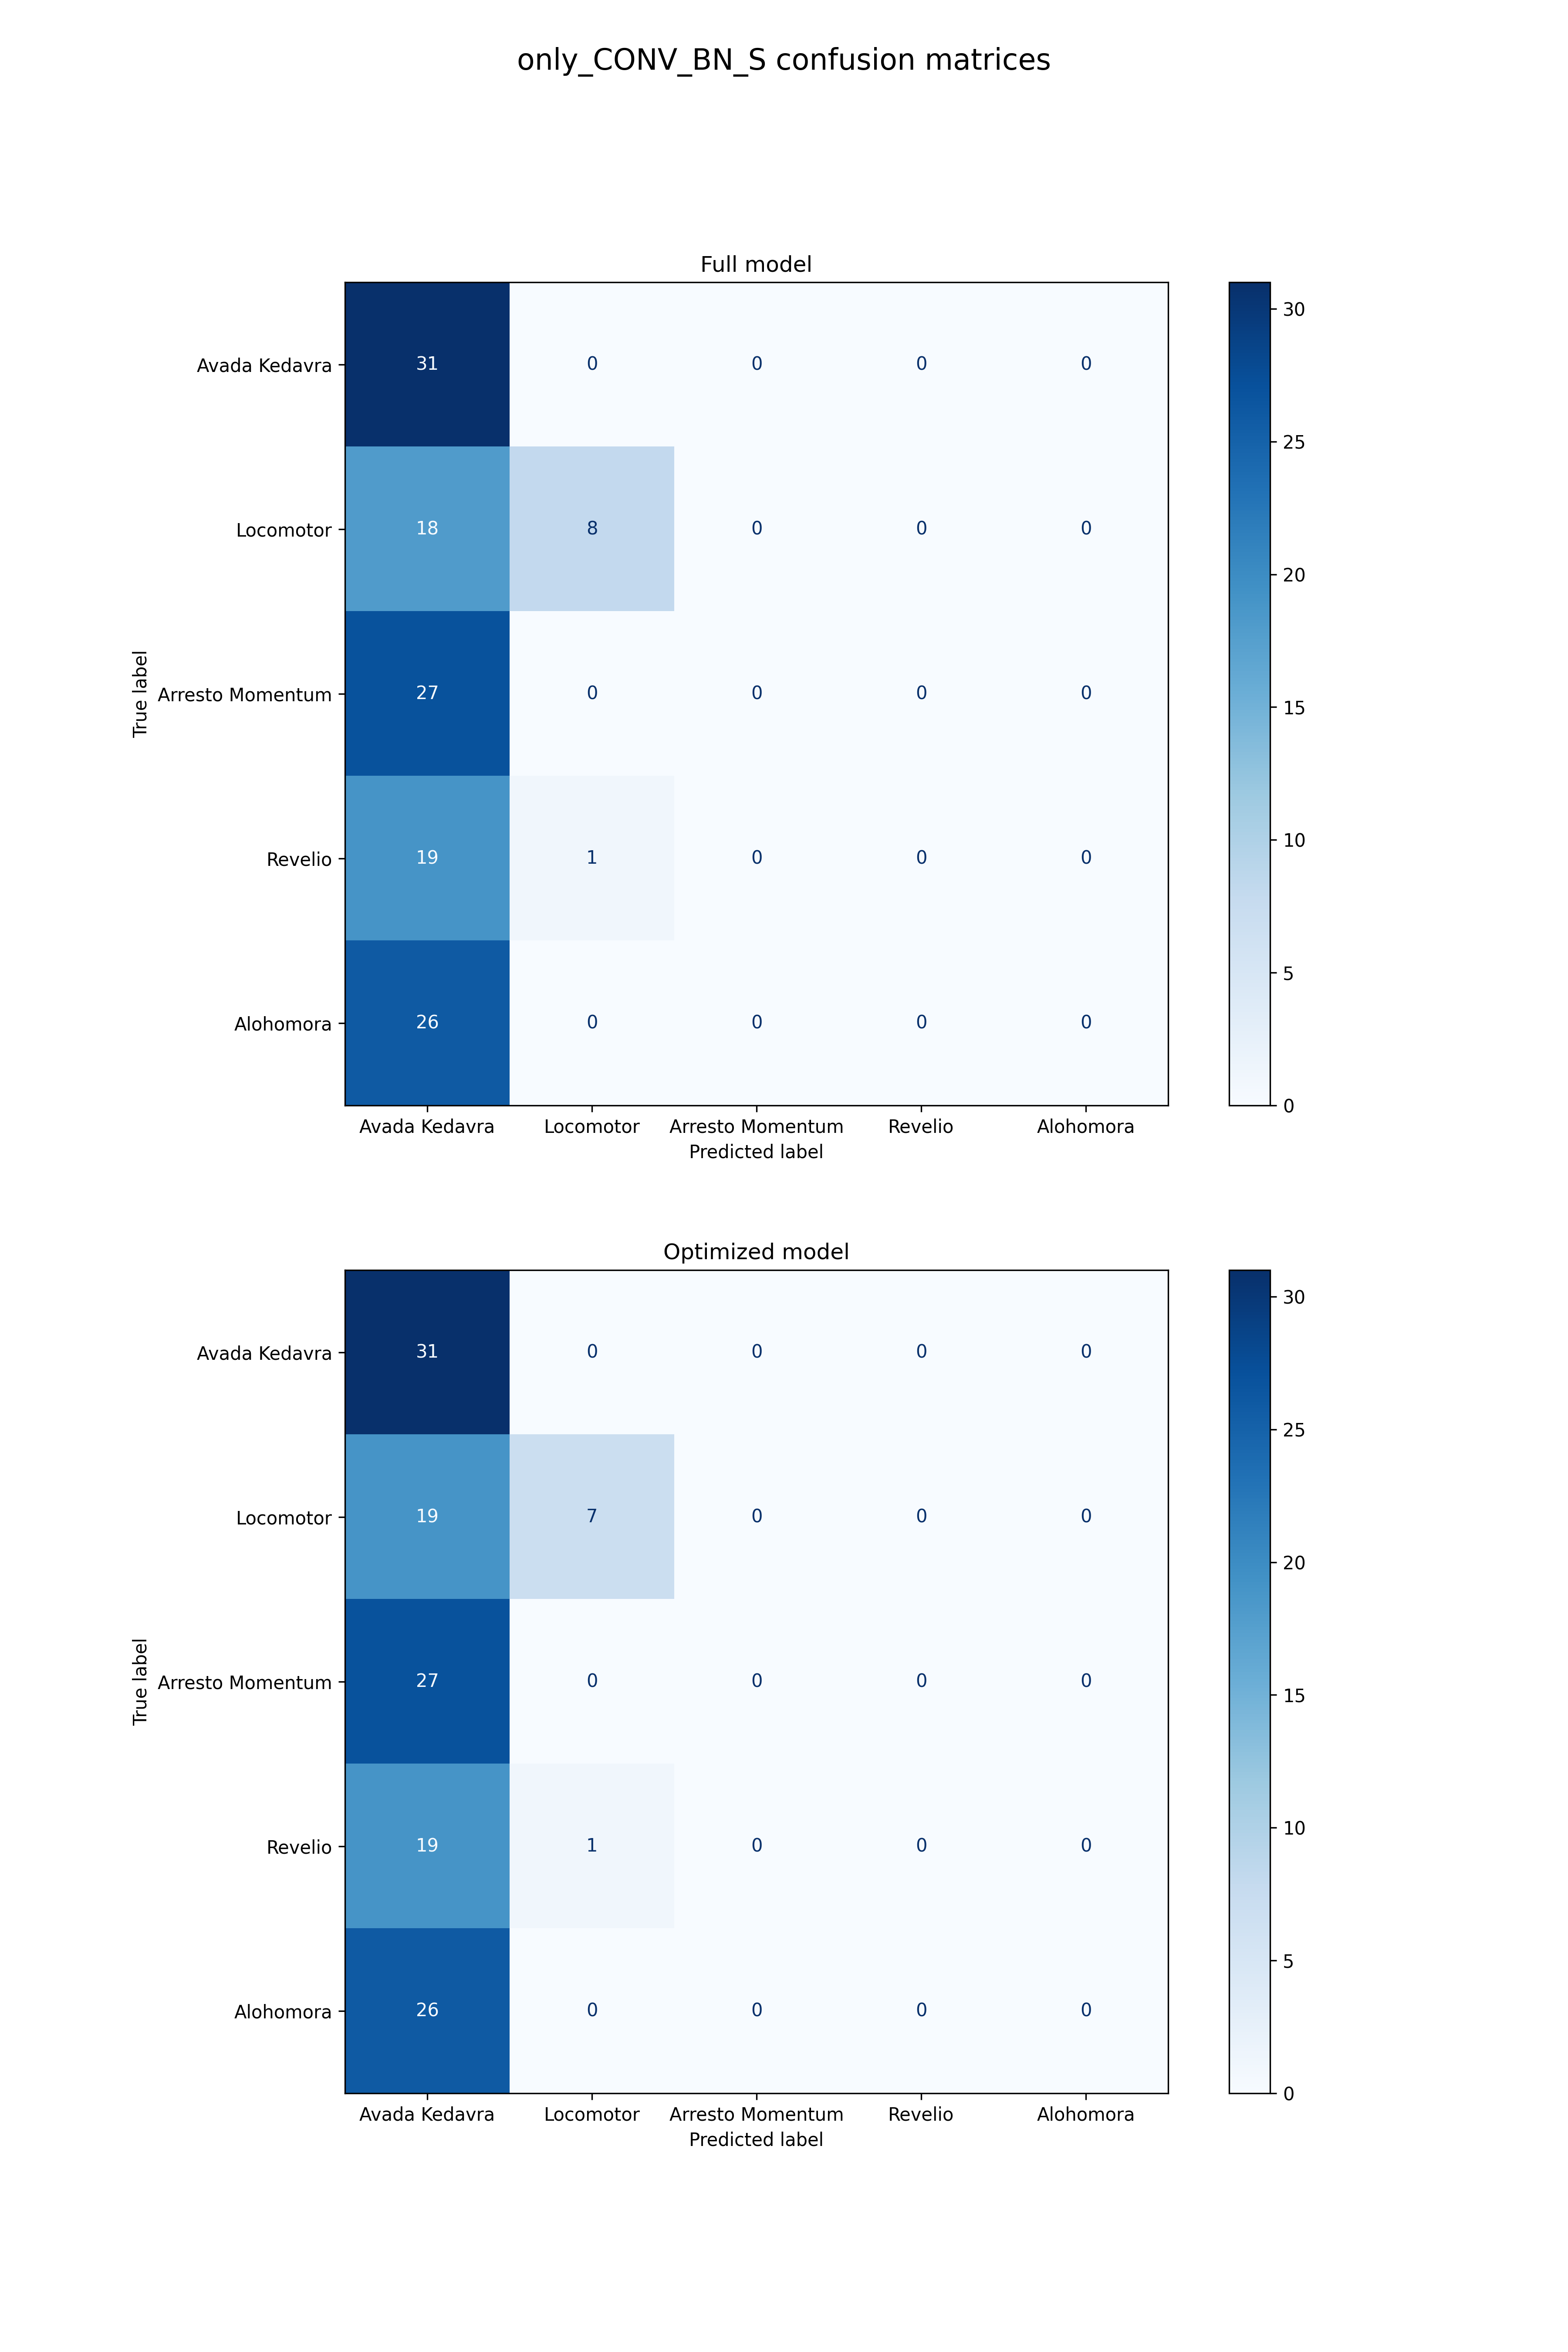 only_CONV_BN_S confusion matrices
Full model
Avada Kedavra 31 0 0 0 0
Locomotor 18 8 0 0 0
Arresto Momentum 27 0 0 0 0
Revelio 19 1 0 0 0
Alohomora 26 0 0 0 0
True label
Avada Kedavra Locomotor Arresto Momentum Revelio Alohomora
Predicted label
30
25
20
15
10
5
0
Optimized model
Avada Kedavra 31 0 0 0 0
Locomotor 19 7 0 0 0
Arresto Momentum 27 0 0 0 0
Revelio 19 1 0 0 0
Alohomora 26 0 0 0 0
True label
Avada Kedavra Locomotor Arresto Momentum Revelio Alohomora
Predicted label
30
25
20
15
10
5
0